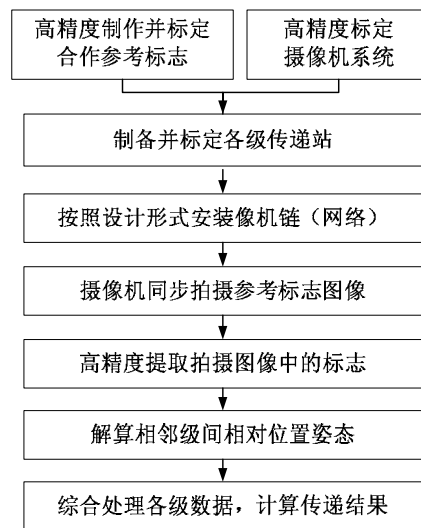 高精度制作并标定
合作参考标志
高精度标定
摄像机系统
制备并标定各级传递站
按照设计形式安装像机链（网络）
摄像机同步拍摄参考标志图像
高精度提取拍摄图像中的标志
解算相邻级间相对位置姿态
综合处理各级数据，计算传递结果